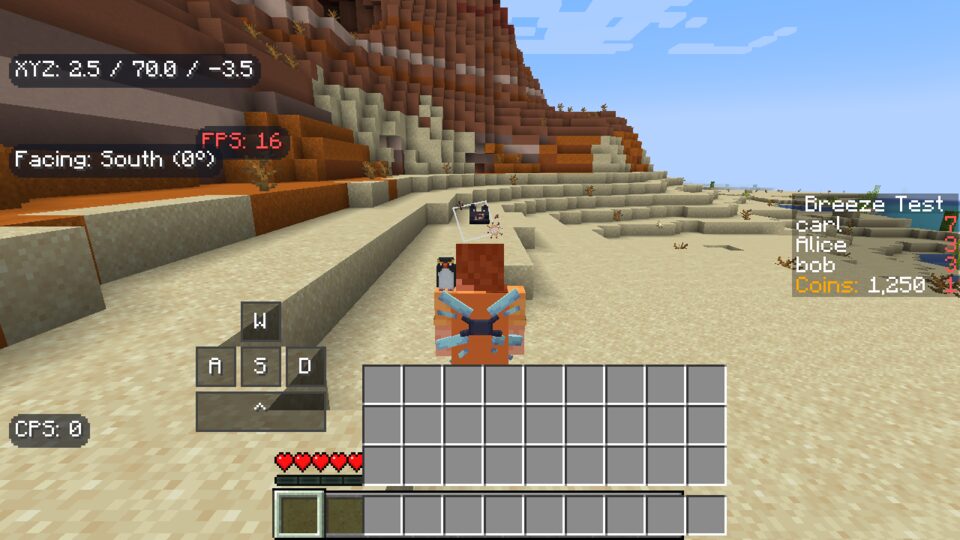 XYZ: 2.5 / 70.0 / -3.5
FPS: 16
Facing: South (0°)
Breeze Test
carl 7
Alice 3
bob 3
Coins: 1,250 1
W
A S D
^
CPS: 0